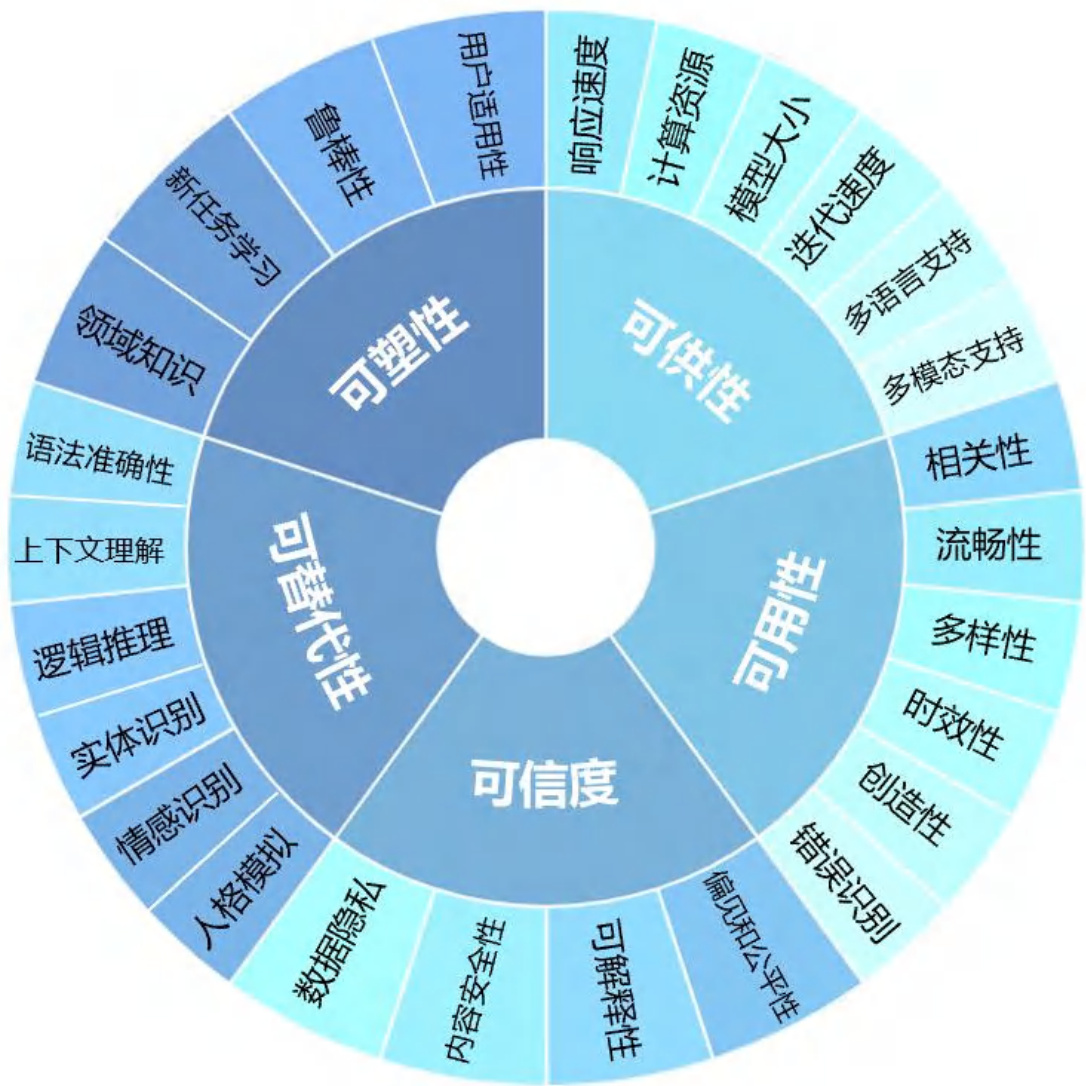 可供性
响应速度
计算资源
模型大小
迭代速度
多语言支持
多模态支持
可用性
相关性
流畅性
多样性
时效性
创造性
错误识别
可信度
偏见和公平性
可解释性
内容安全性
数据隐私
可替代性
人格模拟
情感识别
实体识别
逻辑推理
上下文理解
语法准确性
可塑性
领域知识
新任务学习
鲁棒性
用户适用性